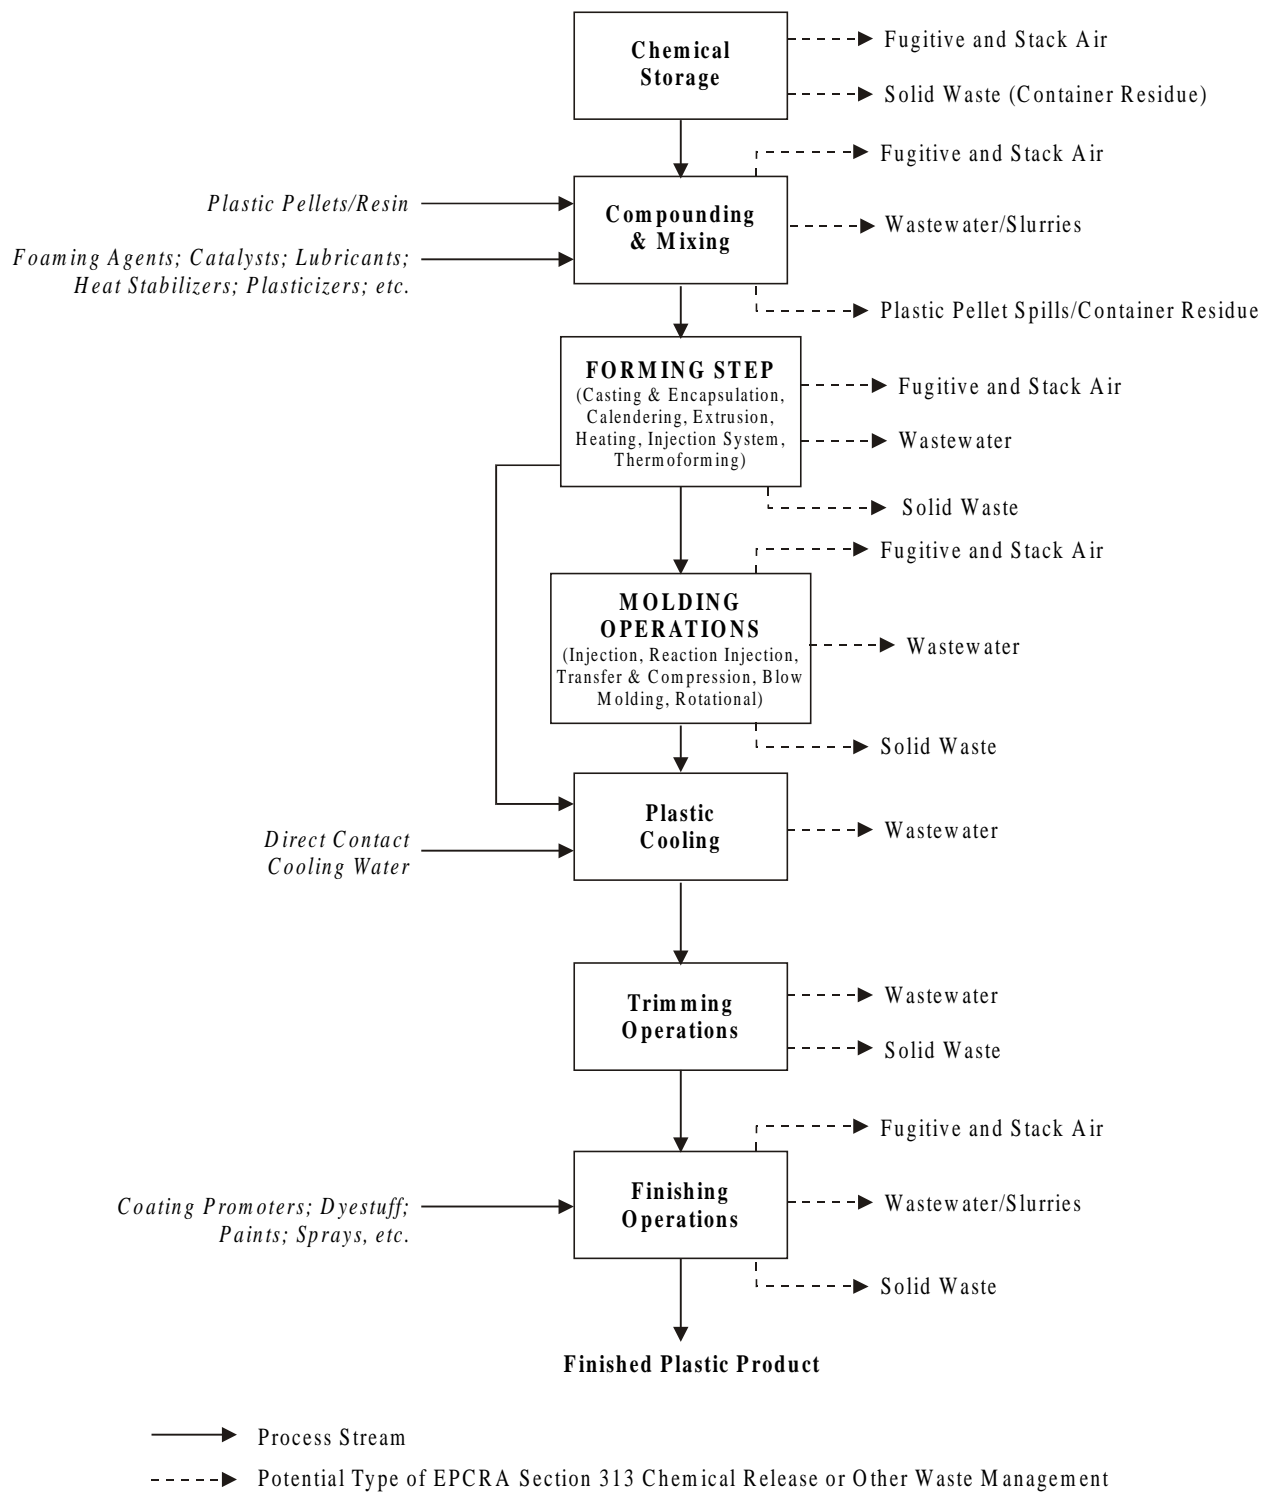 Chemical
Storage
Fugitive and Stack Air
Solid Waste (Container Residue)
Fugitive and Stack Air
Plastic Pellets/Resin
Compounding
& Mixing
Wastewater/Slurries
Foaming Agents; Catalysts; Lubricants;
Heat Stabilizers; Plasticizers; etc.
Plastic Pellet Spills/Container Residue
FORMING STEP
(Casting & Encapsulation,
Calendering, Extrusion,
Heating, Injection System,
Thermoforming)
Fugitive and Stack Air
Wastewater
Solid Waste
Fugitive and Stack Air
MOLDING
OPERATIONS
(Injection, Reaction Injection,
Transfer & Compression, Blow
Molding, Rotational)
Wastewater
Solid Waste
Plastic
Cooling
Wastewater
Direct Contact
Cooling Water
Trimming
Operations
Wastewater
Solid Waste
Fugitive and Stack Air
Coating Promoters; Dyestuff;
Paints; Sprays, etc.
Finishing
Operations
Wastewater/Slurries
Solid Waste
Finished Plastic Product
Process Stream
Potential Type of EPCRA Section 313 Chemical Release or Other Waste Management